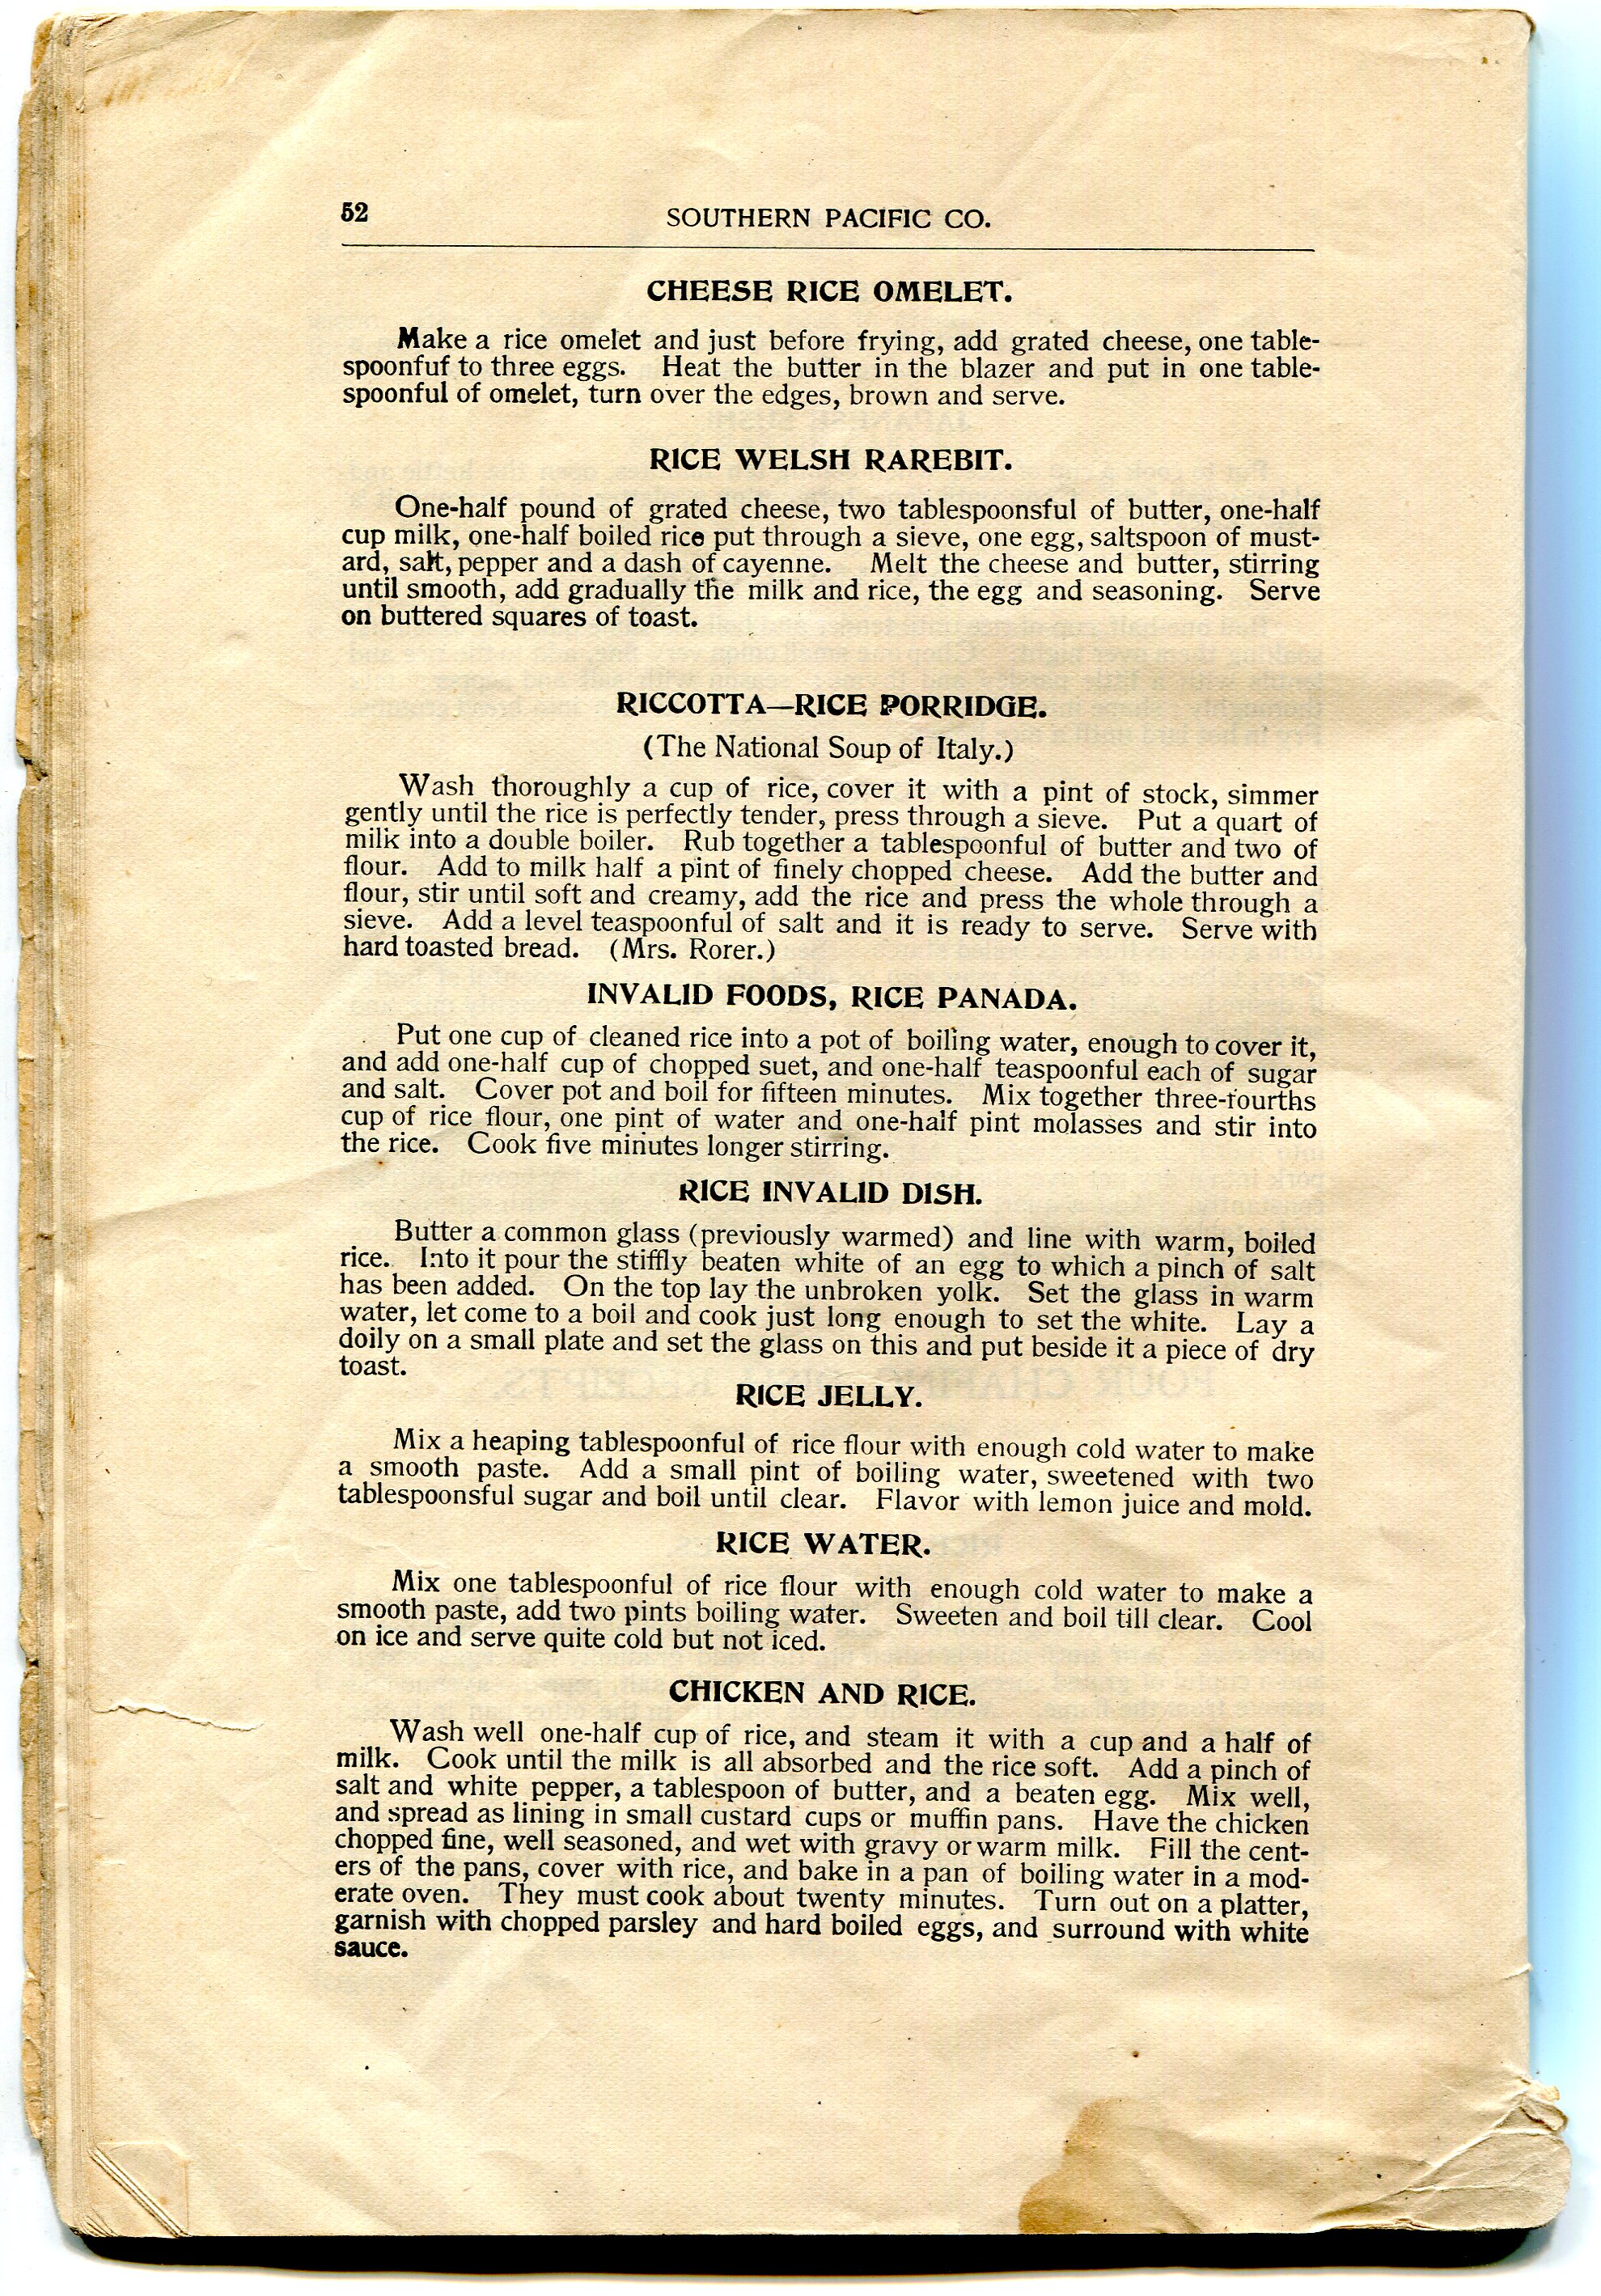 52
SOUTHERN PACIFIC CO.
CHEESE RICE OMELET.
Make a rice omelet and just before frying, add grated cheese, one table-
spoonfuf to three eggs. Heat the butter in the blazer and put in one table-
spoonful of omelet, turn over the edges, brown and serve.
RICE WELSH RAREBIT.
One-half pound of grated cheese, two tablespoonsful of butter, one-half
cup milk, one-half boiled rice put through a sieve, one egg, saltspoon of must-
ard, salt, pepper and a dash of cayenne. Melt the cheese and butter, stirring
until smooth, add gradually the milk and rice, the egg and seasoning. Serve
on buttered squares of toast.
RICCOTTA—RICE PORRIDGE.
(The National Soup of Italy.)
Wash thoroughly a cup of rice, cover it with a pint of stock, simmer
gently until the rice is perfectly tender, press through a sieve. Put a quart of
milk into a double boiler. Rub together a tablespoonful of butter and two of
flour. Add to milk half a pint of finely chopped cheese. Add the butter and
flour, stir until soft and creamy, add the rice and press the whole through a
sieve. Add a level teaspoonful of salt and it is ready to serve. Serve with
hard toasted bread. (Mrs. Rorer.)
INVALID FOODS, RICE PANADA.
Put one cup of cleaned rice into a pot of boiling water, enough to cover it,
and add one-half cup of chopped suet, and one-half teaspoonful each of sugar
and salt. Cover pot and boil for fifteen minutes. Mix together three-fourths
cup of rice flour, one pint of water and one-half pint molasses and stir into
the rice. Cook five minutes longer stirring.
RICE INVALID DISH.
Butter a common glass (previously warmed) and line with warm, boiled
rice. Into it pour the stiffly beaten white of an egg to which a pinch of salt
has been added. On the top lay the unbroken yolk. Set the glass in warm
water, let come to a boil and cook just long enough to set the white. Lay a
doily on a small plate and set the glass on this and put beside it a piece of dry
toast.
RICE JELLY.
Mix a heaping tablespoonful of rice flour with enough cold water to make
a smooth paste. Add a small pint of boiling water, sweetened with two
tablespoonsful sugar and boil until clear. Flavor with lemon juice and mold.
RICE WATER.
Mix one tablespoonful of rice flour with enough cold water to make a
smooth paste, add two pints boiling water. Sweeten and boil till clear. Cool
on ice and serve quite cold but not iced.
CHICKEN AND RICE.
Wash well one-half cup of rice, and steam it with a cup and a half of
milk. Cook until the milk is all absorbed and the rice soft. Add a pinch of
salt and white pepper, a tablespoon of butter, and a beaten egg. Mix well,
and spread as lining in small custard cups or muffin pans. Have the chicken
chopped fine, well seasoned, and wet with gravy or warm milk. Fill the cent-
ers of the pans, cover with rice, and bake in a pan of boiling water in a mod-
erate oven. They must cook about twenty minutes. Turn out on a platter,
garnish with chopped parsley and hard boiled eggs, and surround with white
sauce.